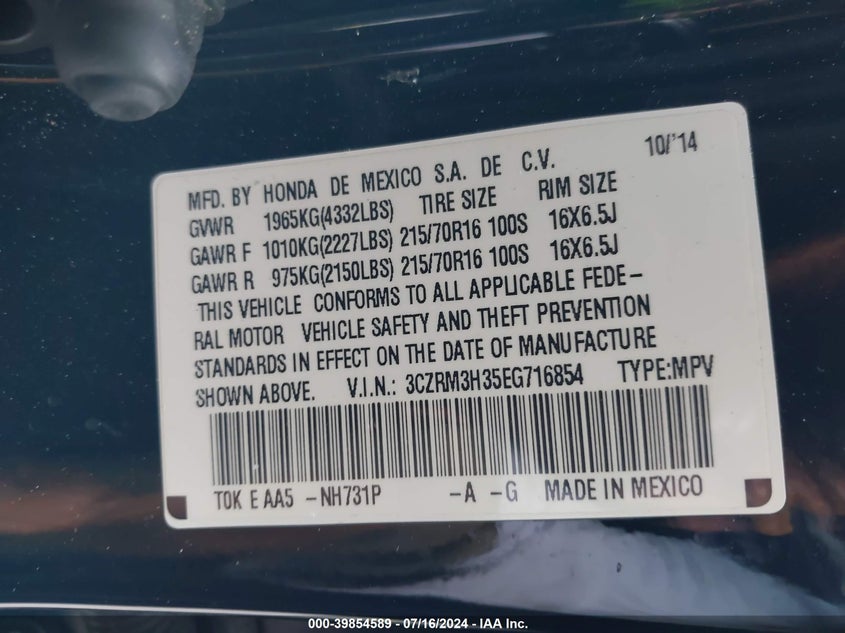 MFD. BY HONDA DE MEXICO S.A. DE C.V. 10/'14
GVWR 1965KG(4332LBS) TIRE SIZE RIM SIZE
GAWR F 1010KG(2227LBS) 215/70R16 100S 16X6.5J
GAWR R 975KG(2150LBS) 215/70R16 100S 16X6.5J
THIS VEHICLE CONFORMS TO ALL APPLICABLE FEDE–
RAL MOTOR VEHICLE SAFETY AND THEFT PREVENTION
STANDARDS IN EFFECT ON THE DATE OF MANUFACTURE
SHOWN ABOVE. V.I.N.: 3CZRM3H35EG716854 TYPE:MPV
T0K E AA5 –NH731P –A –G MADE IN MEXICO
000-39854589 - 07/16/2024 - IAA Inc.